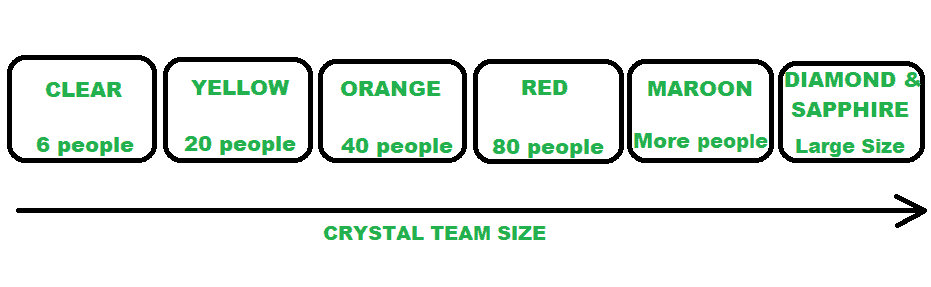 CLEAR
6 people
YELLOW
20 people
ORANGE
40 people
RED
80 people
MAROON
More people
DIAMOND &
SAPPHIRE
Large Size
CRYSTAL TEAM SIZE